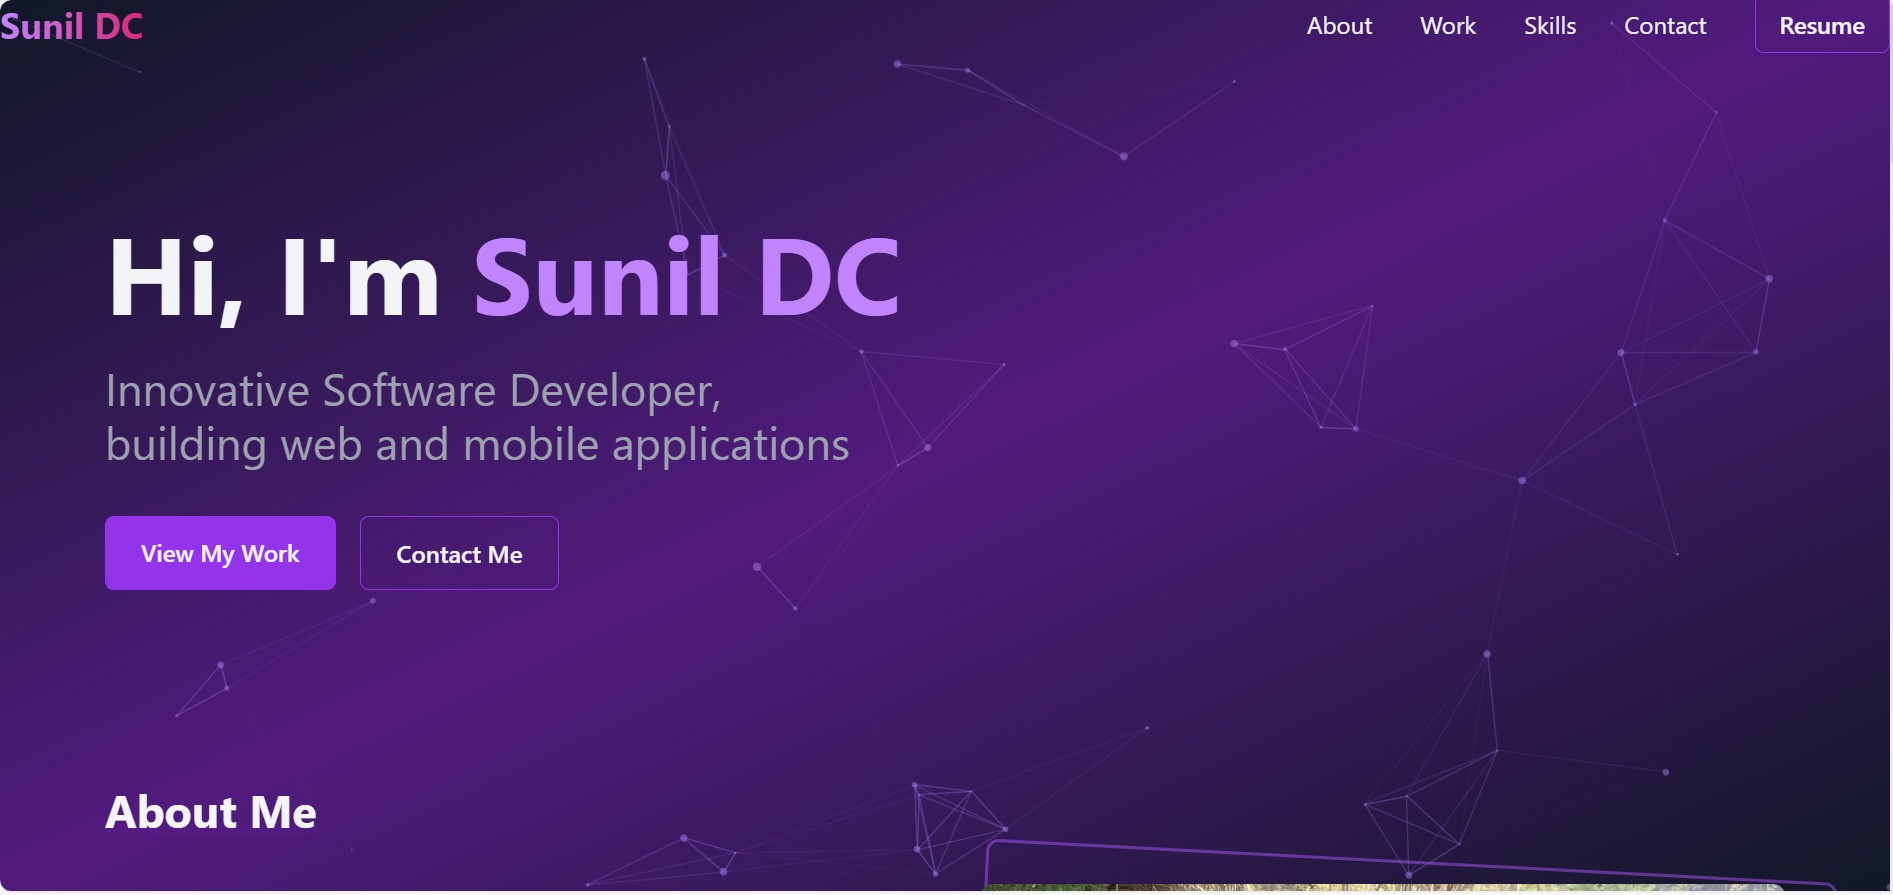 Sunil DC
About
Work
Skills
Contact
Resume
Hi, I'm Sunil DC
Innovative Software Developer,
building web and mobile applications
View My Work
Contact Me
About Me